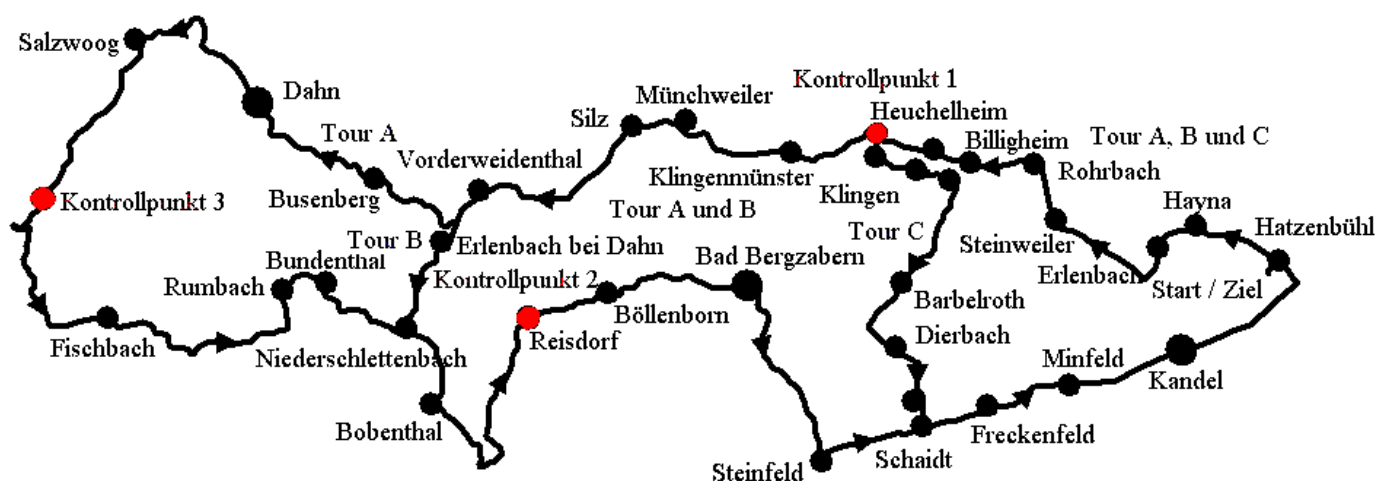 Salzwoog
Dahn
Tour A
Busenberg
Vorderweidenthal
Silz
Münchweiler
Klingenmünster
Kontrollpunkt 1
Heuchelheim
Billigheim
Tour A, B und C
Rohrbach
Klingen
Hayna
Hatzenbühl
Steinweiler
Erlenbach
Start / Ziel
Kontrollpunkt 3
Tour A und B
Tour B
Erlenbach bei Dahn
Tour C
Bad Bergzabern
Bundenthal
Kontrollpunkt 2
Rumbach
Böllenborn
Barbelroth
Reisdorf
Dierbach
Fischbach
Niederschlettenbach
Minfeld
Kandel
Bobenthal
Freckenfeld
Steinfeld
Schaidt